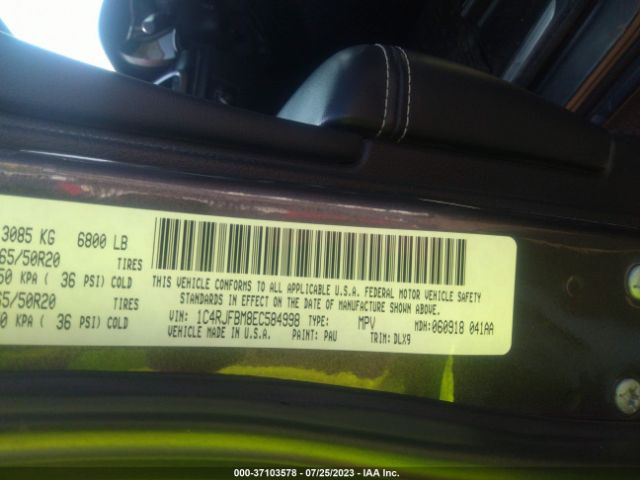 3085 KG 6800 LB
65/50R20 TIRES
50 KPA ( 36 PSI) COLD
65/50R20 TIRES
0 KPA ( 36 PSI) COLD
THIS VEHICLE CONFORMS TO ALL APPLICABLE U.S.A. FEDERAL MOTOR VEHICLE SAFETY
STANDARDS IN EFFECT ON THE DATE OF MANUFACTURE SHOWN ABOVE.
VIN: 1C4RJFBM8EC584998 TYPE: MPV MDH:060918 041AA
VEHICLE MADE IN U.S.A. PAINT: PAU TRIM: DLX9
000-37103578 - 07/25/2023 - IAA Inc.